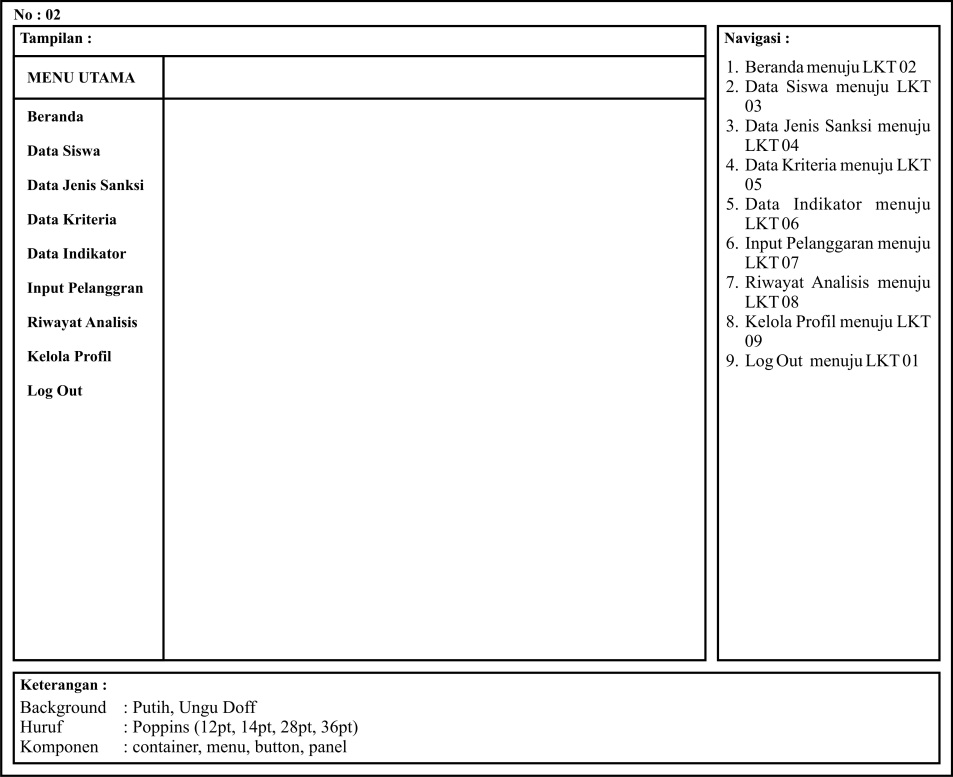 No : 02
Tampilan :
MENU UTAMA
Beranda
Data Siswa
Data Jenis Sanksi
Data Kriteria
Data Indikator
Input Pelanggran
Riwayat Analisis
Kelola Profil
Log Out
Navigasi :
1. Beranda menuju LKT 02
2. Data Siswa menuju LKT
03
3. Data Jenis Sanksi menuju
LKT 04
4. Data Kriteria menuju LKT
05
5. Data Indikator menuju
LKT 06
6. Input Pelanggaran menuju
LKT 07
7. Riwayat Analisis menuju
LKT 08
8. Kelola Profil menuju LKT
09
9. Log Out menuju LKT 01
Keterangan :
Background : Putih, Ungu Doff
Huruf : Poppins (12pt, 14pt, 28pt, 36pt)
Komponen : container, menu, button, panel